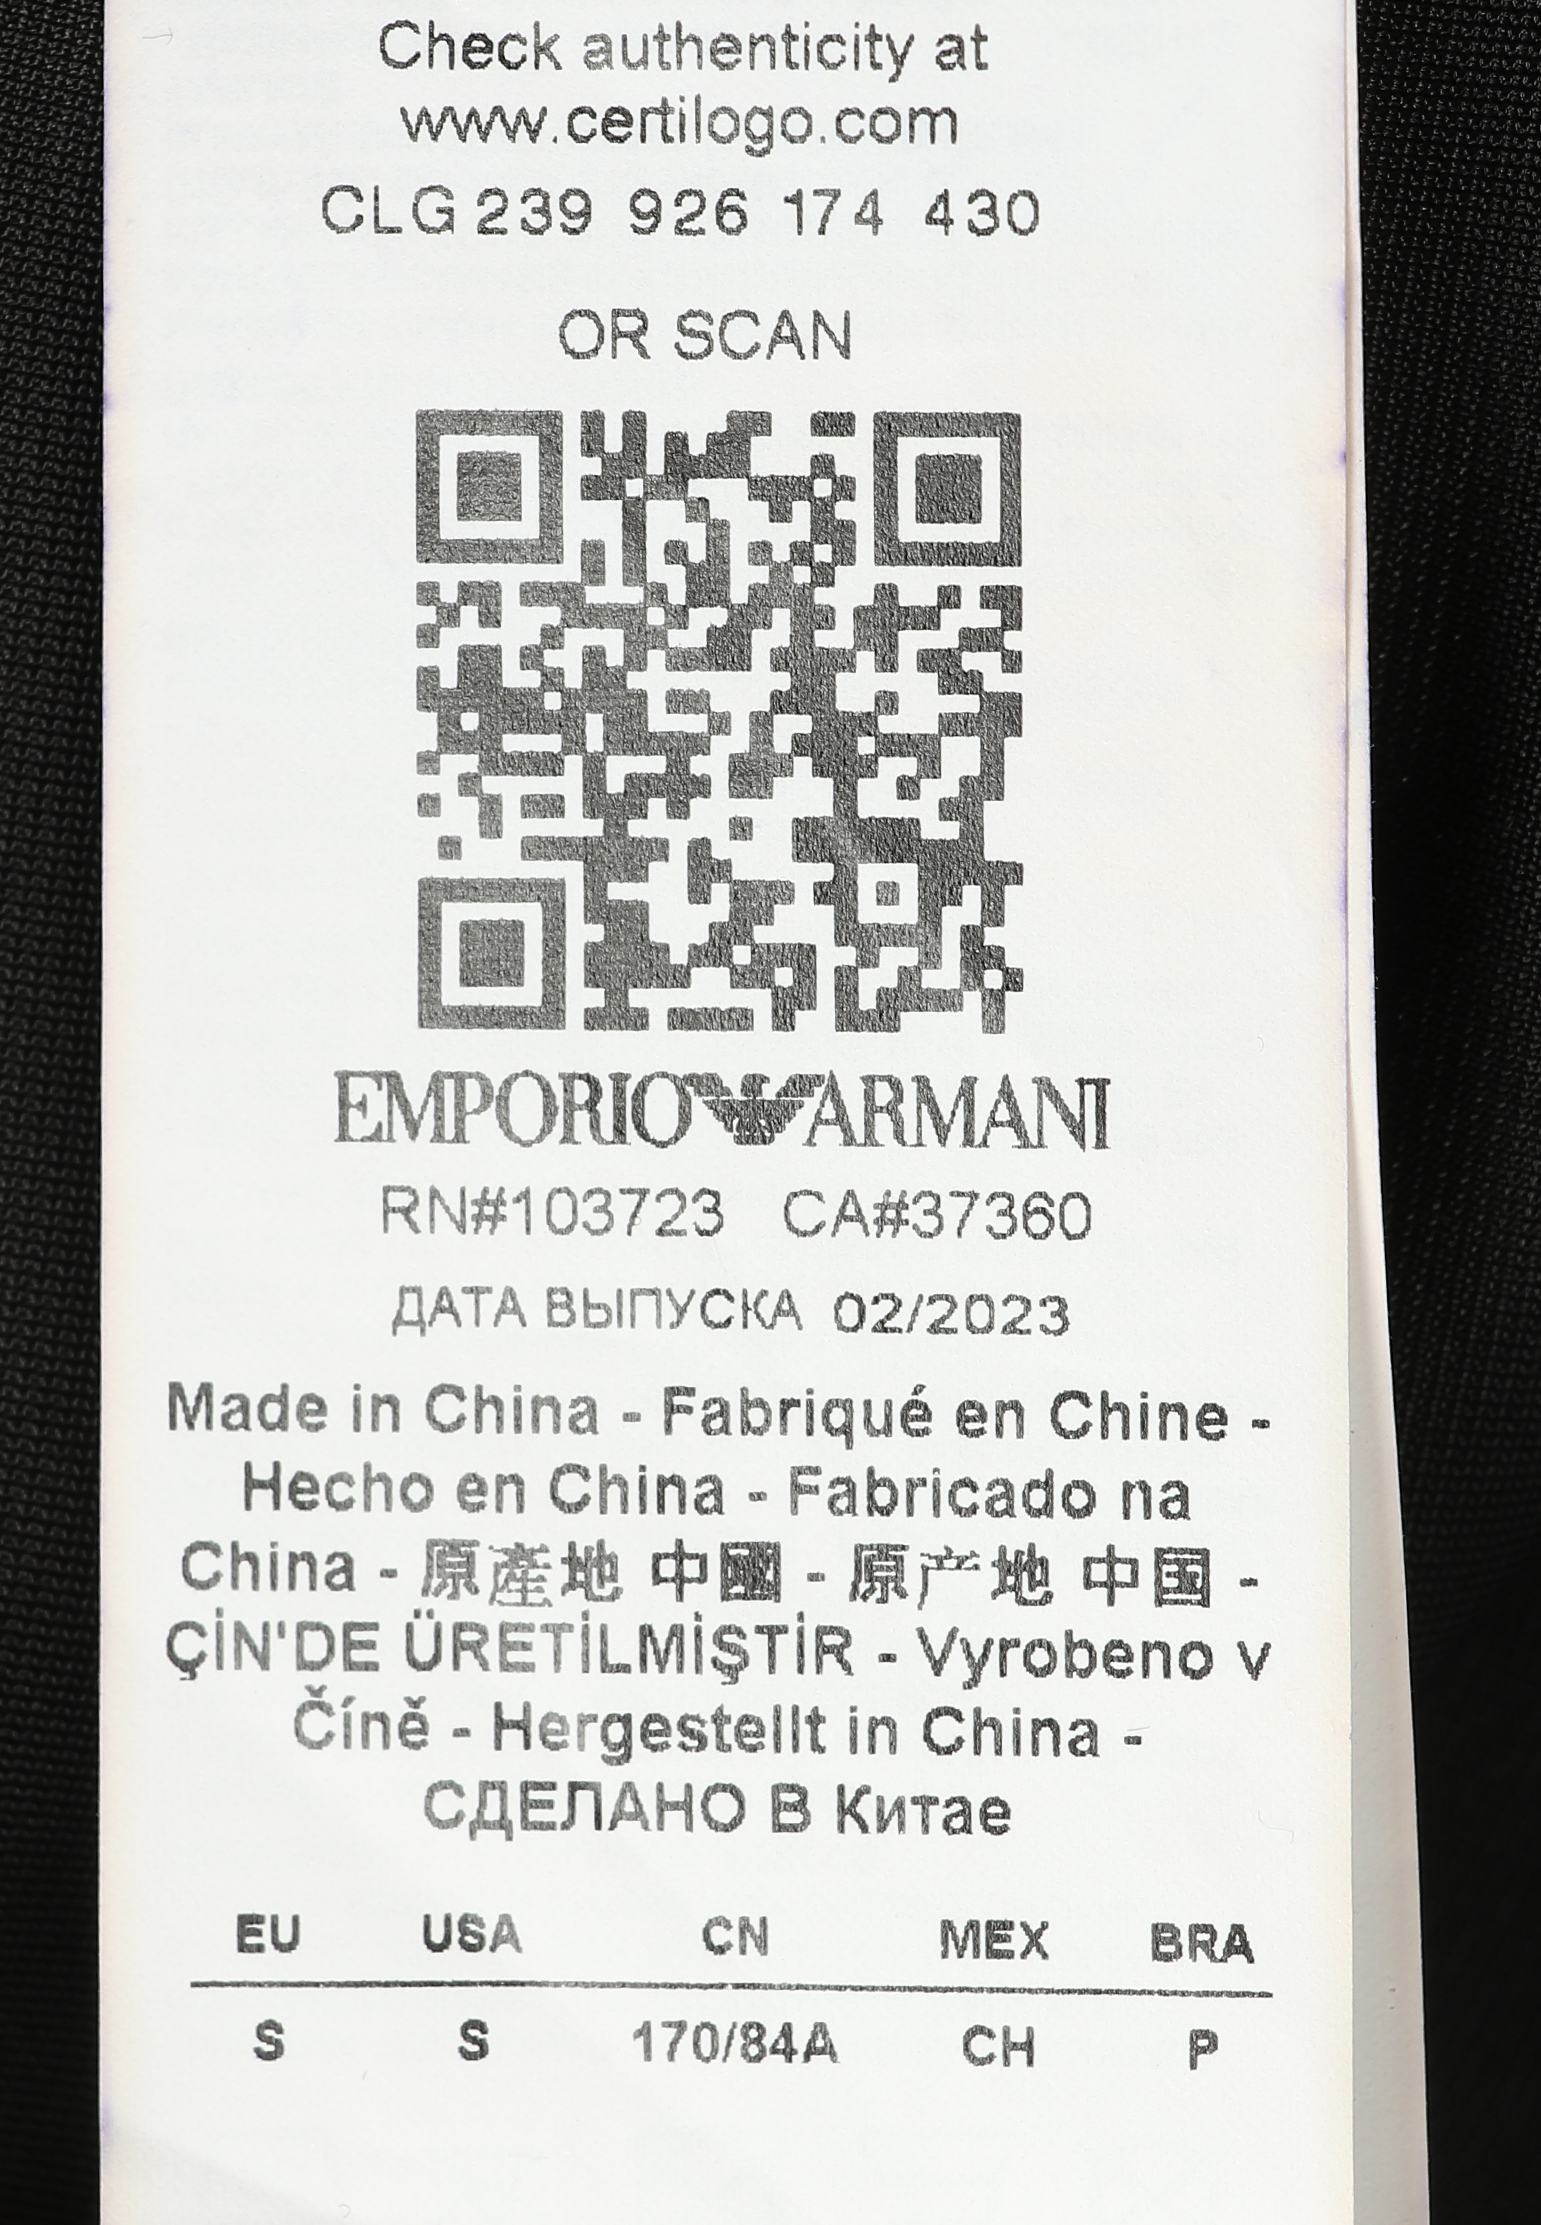 Check authenticity at
www.certilogo.com
CLG 239 926 174 430
OR SCAN
EMPORIO ARMANI
RN#103723 CA#37360
ДАТА ВЫПУСКА 02/2023
Made in China - Fabriqué en Chine -
Hecho en China - Fabricado na
China - 原產地 中國 - 原产地 中国 -
ÇİN'DE ÜRETİLMİŞTİR - Vyrobeno v
Číně - Hergestellt in China -
СДЕЛАНО В Китае
EU USA CN MEX BRA
S S 170/84A CH P